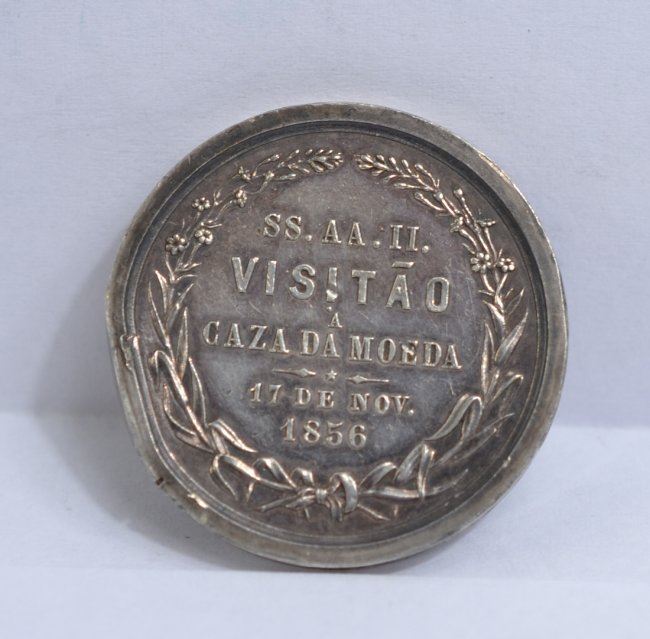 SS. AA. II.
VISITÃO
A
CAZA DA MOEDA
17 DE NOV.
1856